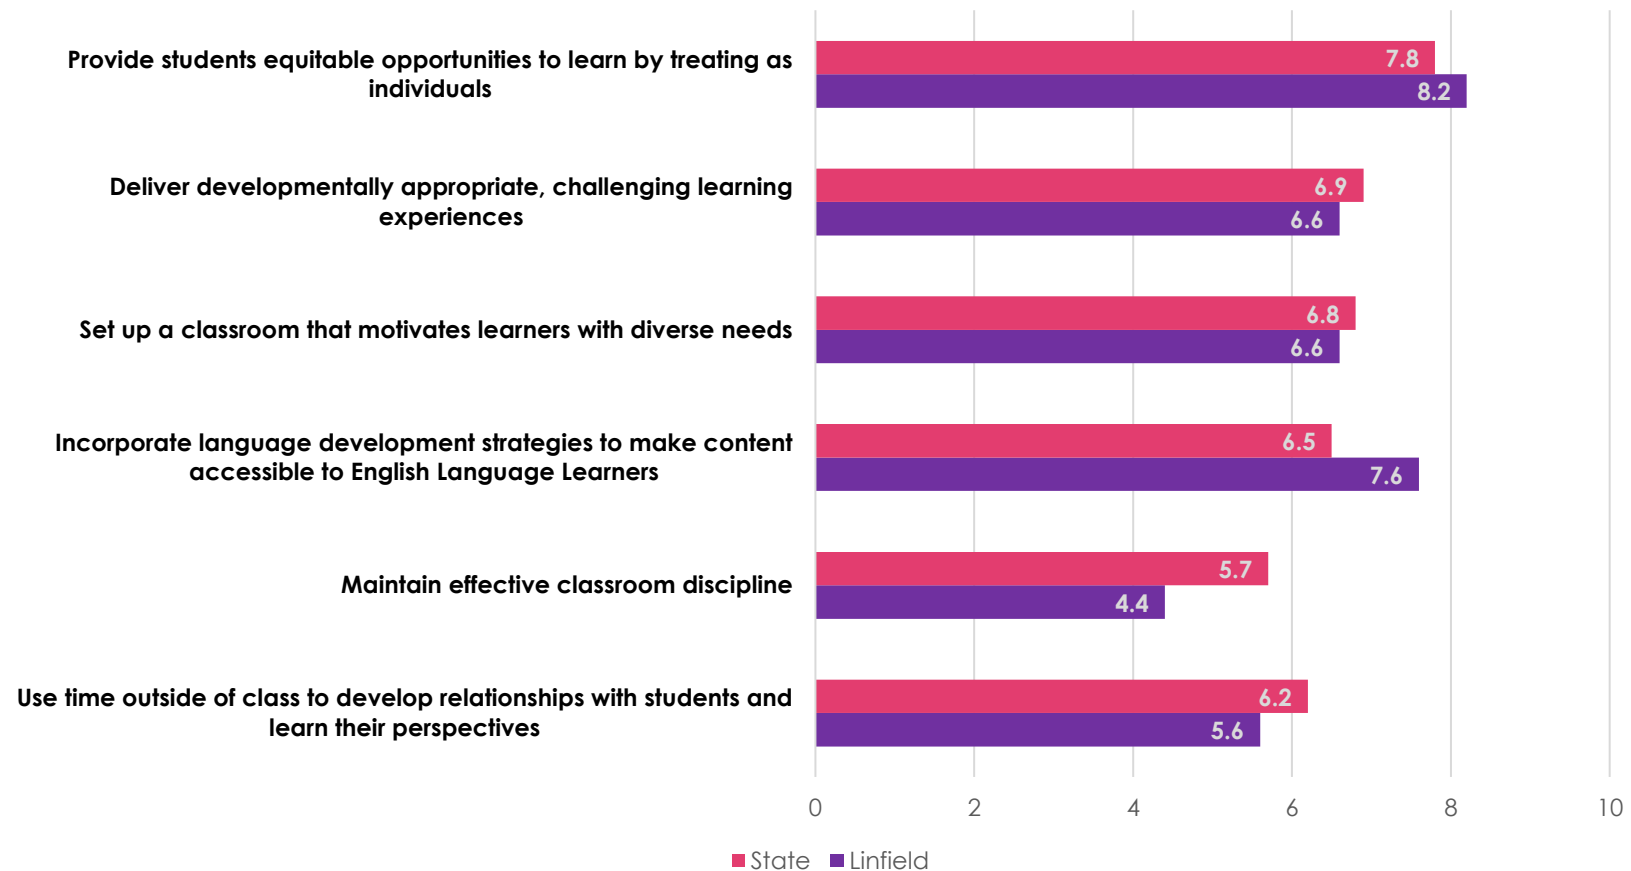 Provide students equitable opportunities to learn by treating as
individuals
7.8
8.2
Deliver developmentally appropriate, challenging learning
experiences
6.9
6.6
Set up a classroom that motivates learners with diverse needs
6.8
6.6
Incorporate language development strategies to make content
accessible to English Language Learners
6.5
7.6
Maintain effective classroom discipline
5.7
4.4
Use time outside of class to develop relationships with students and
learn their perspectives
6.2
5.6
0 2 4 6 8 10
State Linfield